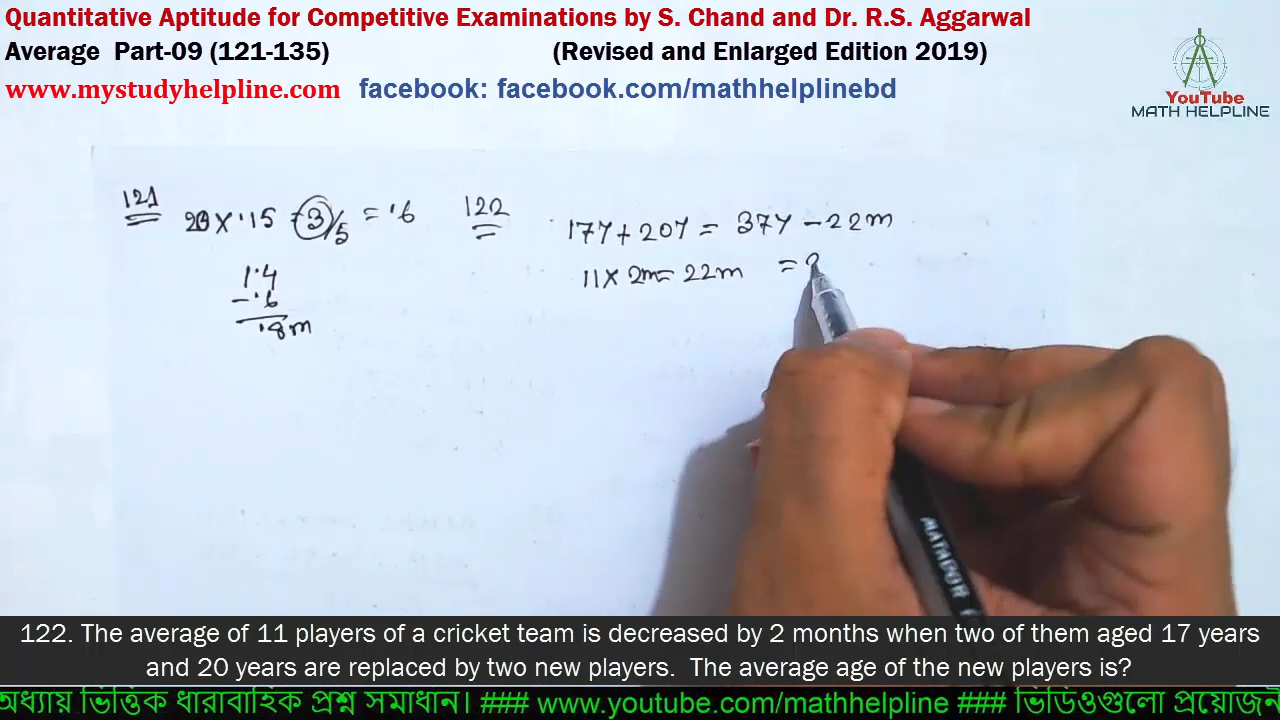 Quantitative Aptitude for Competitive Examinations by S. Chand and Dr. R.S. Aggarwal
Average Part-09 (121-135) (Revised and Enlarged Edition 2019)
www.mystudyhelpline.com facebook: facebook.com/mathhelplinebd
YouTube
MATH HELPLINE
121
×.15 = 3/5 = .6
1.4
-.6
.8m
122
17Y+20Y = 37Y - 22m
11× 2m= 22m =
MATADOR
122. The average of 11 players of a cricket team is decreased by 2 months when two of them aged 17 years
and 20 years are replaced by two new players. The average age of the new players is?
অধ্যায় ভিত্তিক ধারাবাহিক প্রশ্ন সমাধান। ### www.youtube.com/mathhelpline ### ভিডিওগুলো প্রয়োজন